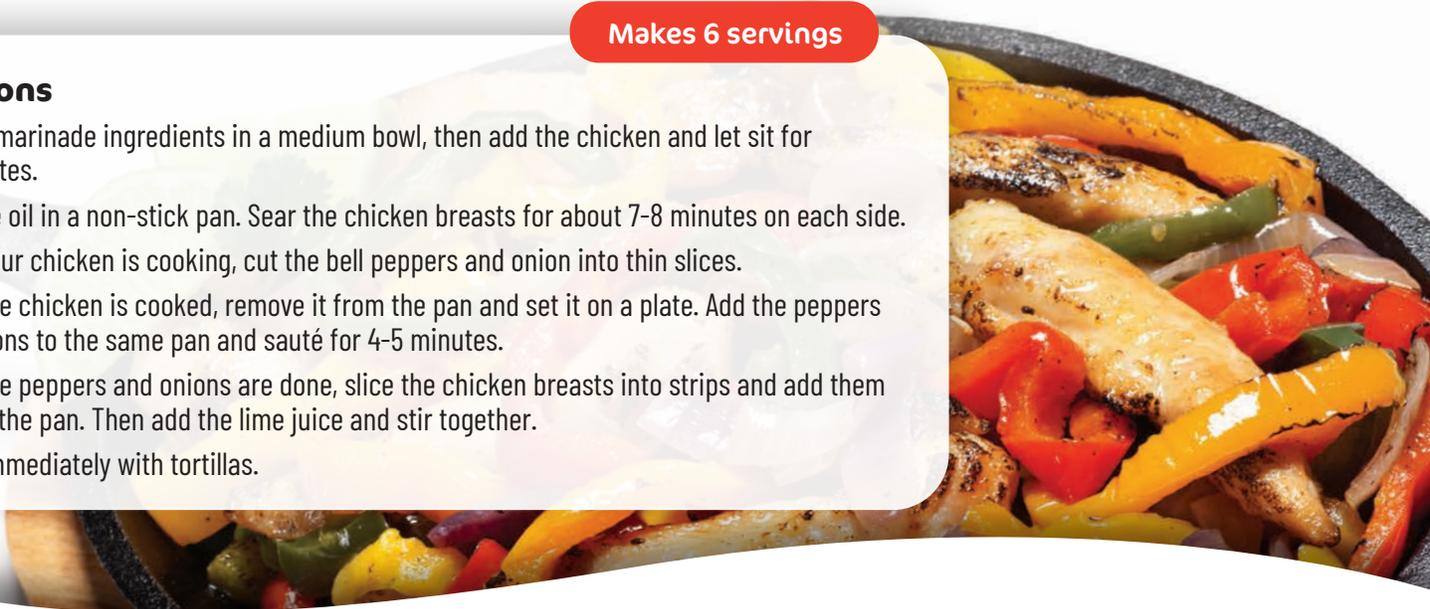 Makes 6 servings
ons
marinade ingredients in a medium bowl, then add the chicken and let sit for
tes.
oil in a non-stick pan. Sear the chicken breasts for about 7-8 minutes on each side.
ur chicken is cooking, cut the bell peppers and onion into thin slices.
e chicken is cooked, remove it from the pan and set it on a plate. Add the peppers
ons to the same pan and sauté for 4-5 minutes.
e peppers and onions are done, slice the chicken breasts into strips and add them
the pan. Then add the lime juice and stir together.
mmediately with tortillas.